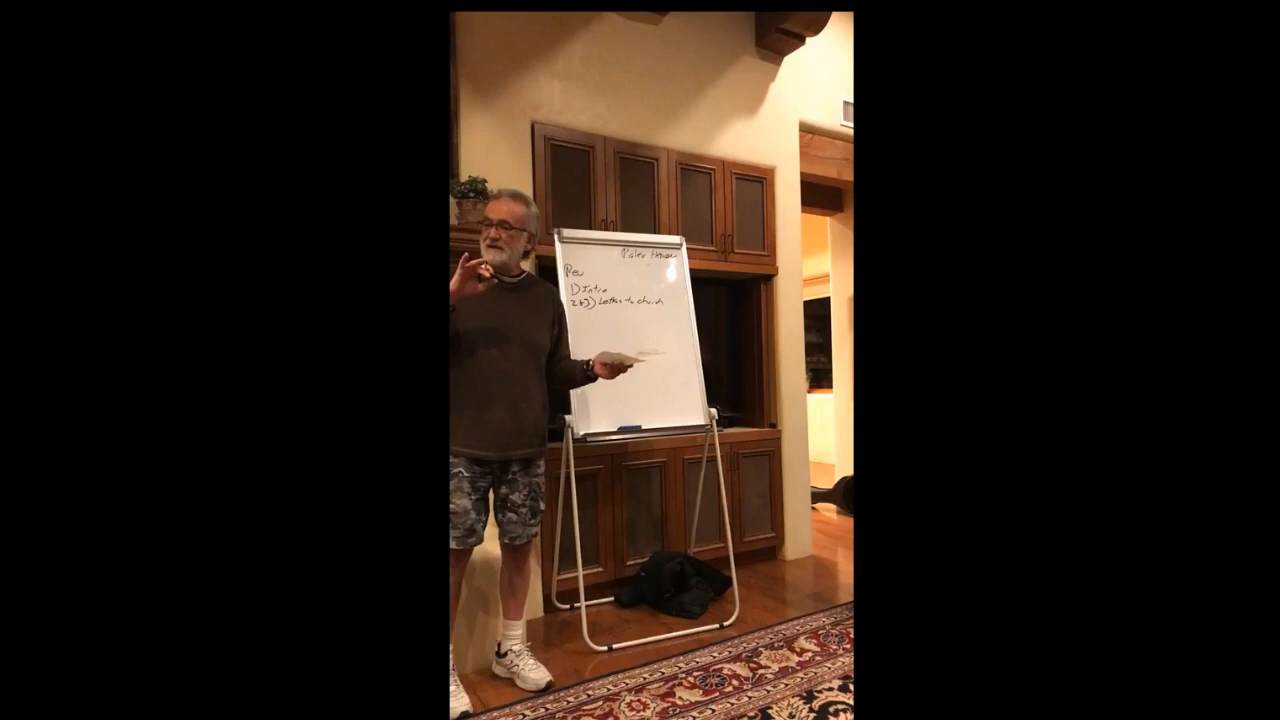 Rev
1) Intro
2&3) Letters to church